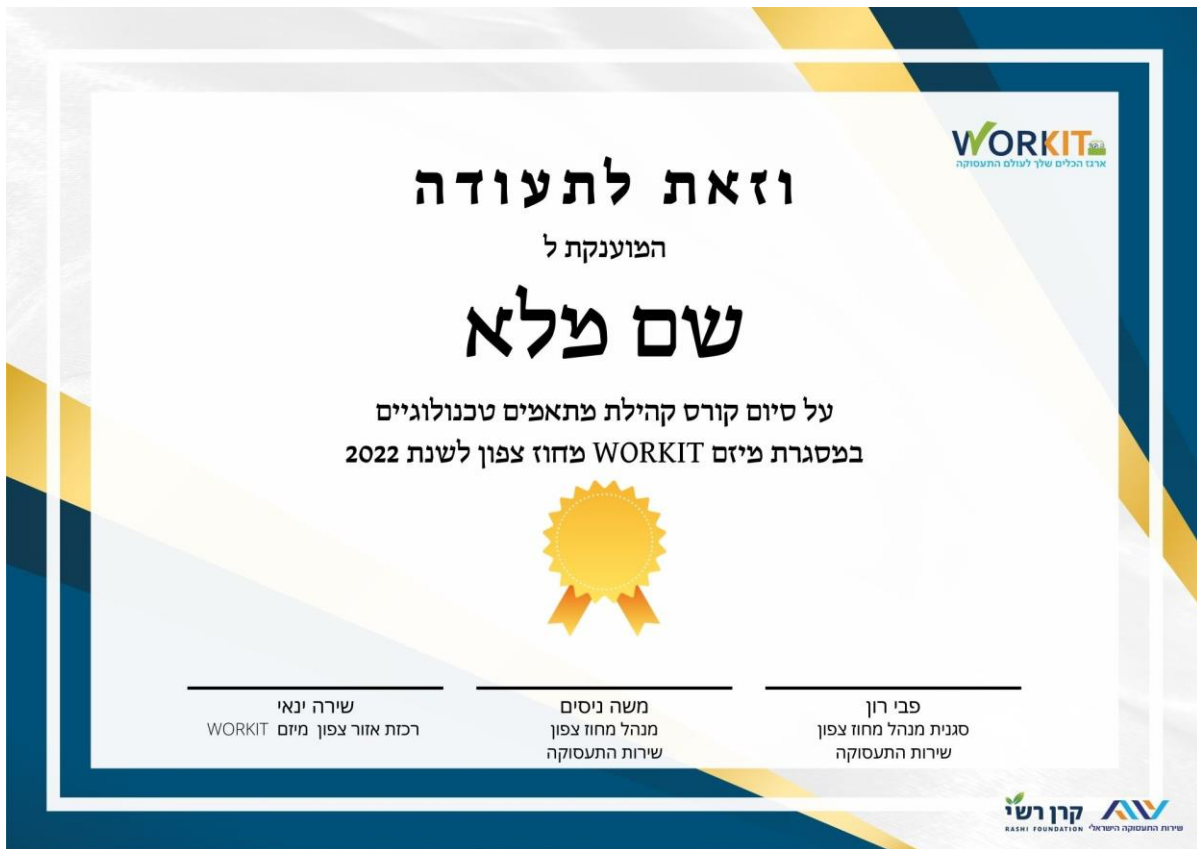 WORKIT
ארגז הכלים שלך לעולם התעסוקה
וזאת לתעודה
המוענקת ל
שם מלא
על סיום קורס קהילת מתאמים טכנולוגיים
במסגרת מיזם WORKIT מחוז צפון לשנת 2022
פבי רון
סגנית מנהל מחוז צפון
שירות התעסוקה
משה ניסים
מנהל מחוז צפון
שירות התעסוקה
שירה ינאי
רכזת אזור צפון מיזם WORKIT
שירות התעסוקה הישראלי
קרן רש"י
RASHI FOUNDATION